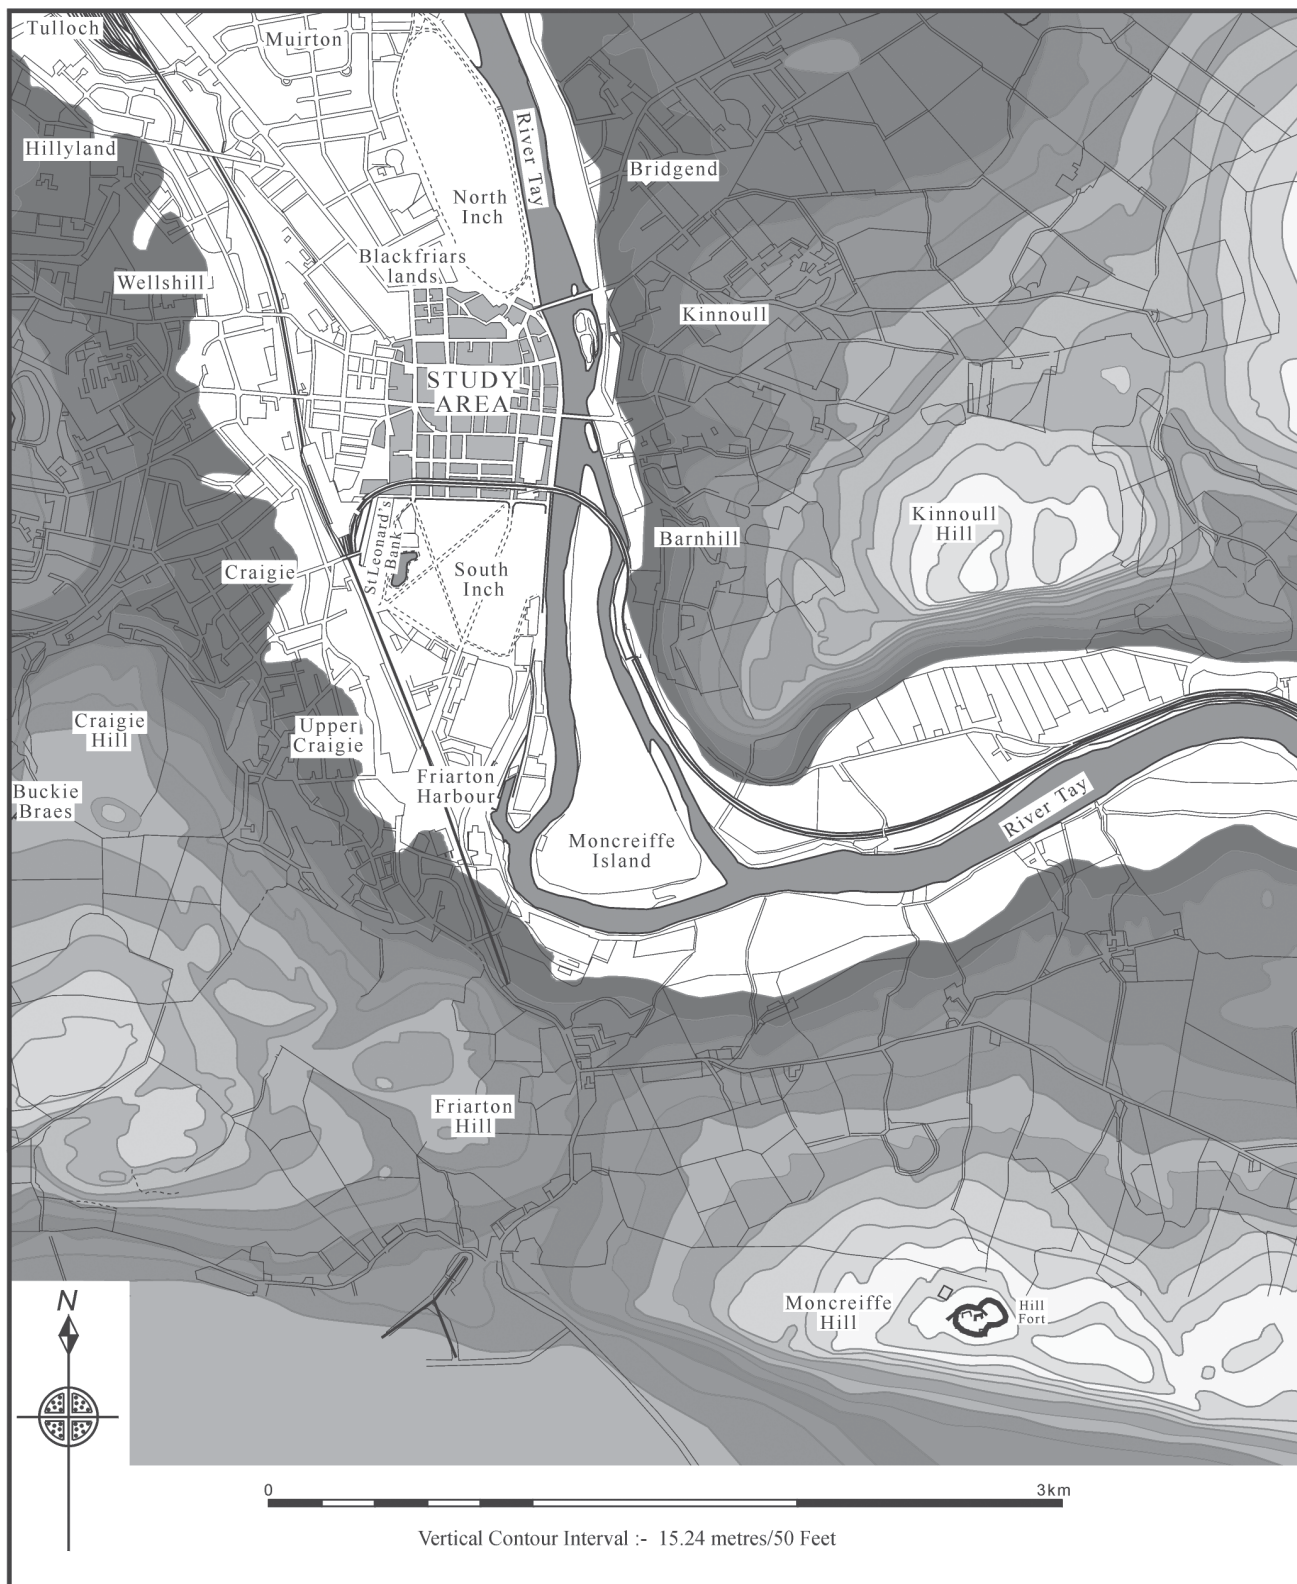 Tulloch
Muirton
Hillyland
River Tay
Bridgend
North
Inch
Blackfriars
lands
Wellshill
Kinnoull
STUDY
AREA
Kinnoull
Hill
St Leonard's
Bank
Barnhill
Craigie
South
Inch
Craigie
Hill
Upper
Craigie
Friarton
Harbour
Buckie
Braes
River Tay
Moncreiffe
Island
Friarton
Hill
Moncreiffe
Hill
Hill
Fort
N
0 3km
Vertical Contour Interval :- 15.24 metres/50 Feet